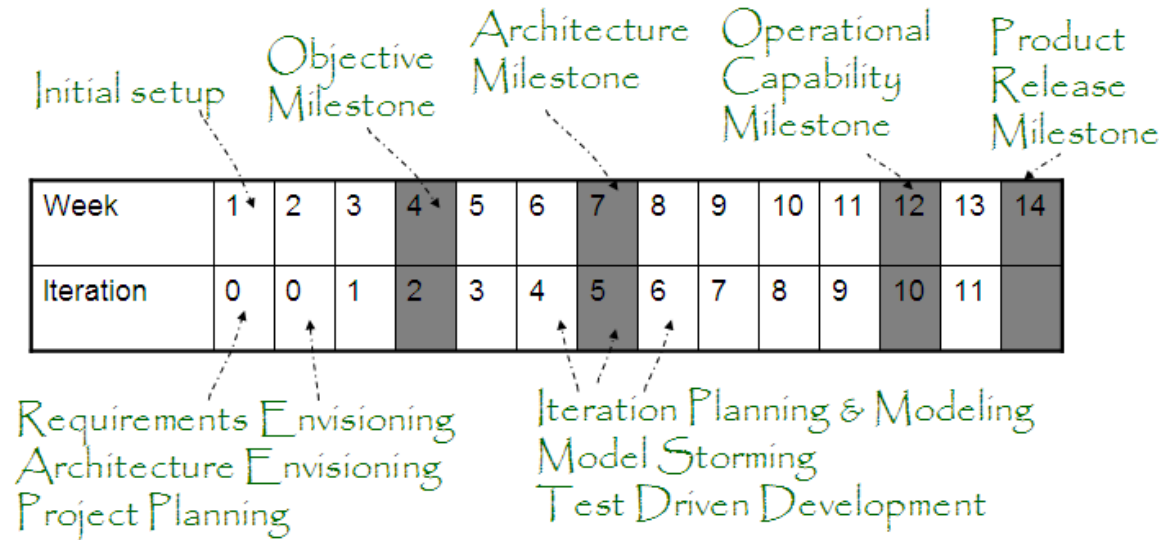 Initial setup
Objective
Milestone
Architecture
Milestone
Operational
Capability
Milestone
Product
Release
Milestone
Week 1 2 3 4 5 6 7 8 9 10 11 12 13 14
Iteration 0 0 1 2 3 4 5 6 7 8 9 10 11
Requirements Envisioning
Architecture Envisioning
Project Planning
Iteration Planning & Modeling
Model Storming
Test Driven Development